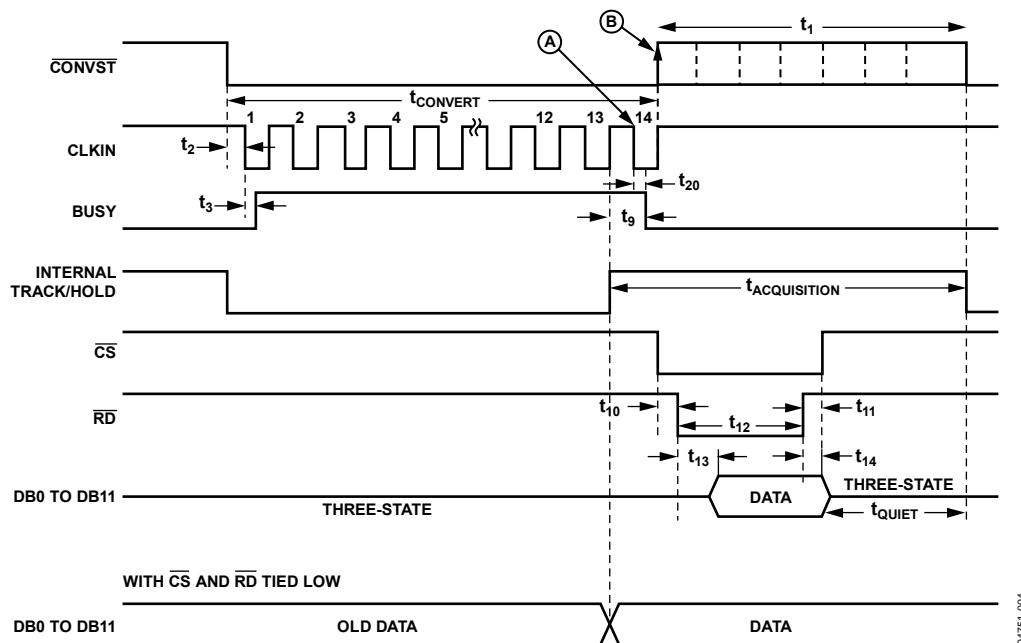 t1
B
A
CONVST
tCONVERT
1 2 3 4 5 12 13 14
CLKIN
t2
t20
t3
BUSY
t9
INTERNAL
TRACK/HOLD
tACQUISITION
CS
t10
t11
RD
t12
t13
t14
DB0 TO DB11
THREE-STATE
DATA
THREE-STATE
tQUIET
WITH CS AND RD TIED LOW
DB0 TO DB11
OLD DATA
DATA